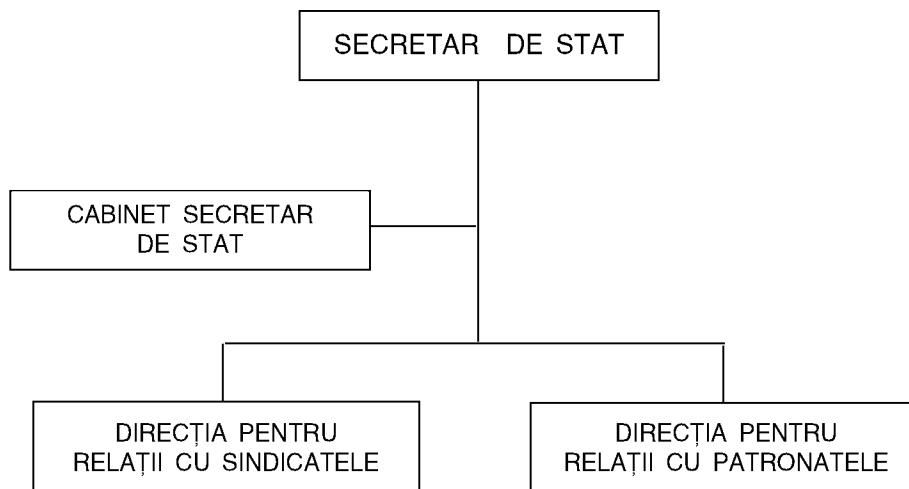 SECRETAR DE STAT
CABINET SECRETAR
DE STAT
DIRECȚIA PENTRU
RELAȚII CU SINDICATELE
DIRECȚIA PENTRU
RELAȚII CU PATRONATELE